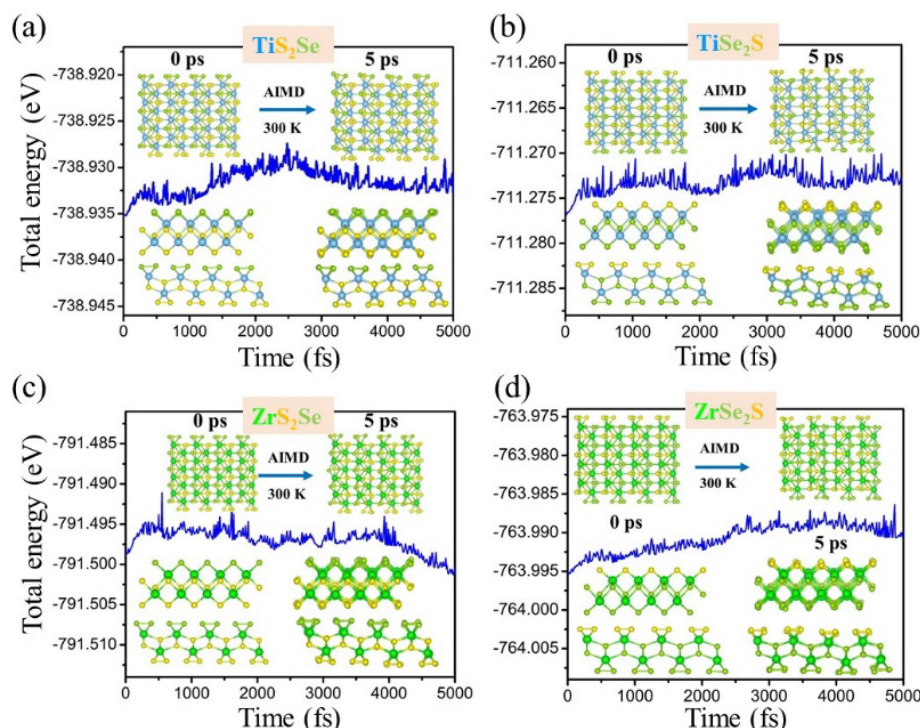 (a)
TiS₂Se
0 ps
5 ps
AIMD
300 K
-738.920
-738.925
-738.930
-738.935
-738.940
-738.945
Total energy (eV)
0 1000 2000 3000 4000 5000
Time (fs)
(b)
TiSe₂S
0 ps
5 ps
AIMD
300 K
-711.260
-711.265
-711.270
-711.275
-711.280
-711.285
0 1000 2000 3000 4000 5000
Time (fs)
(c)
ZrS₂Se
0 ps
5 ps
AIMD
300 K
-791.485
-791.490
-791.495
-791.500
-791.505
-791.510
Total energy (eV)
0 1000 2000 3000 4000 5000
Time (fs)
(d)
ZrSe₂S
AIMD
300 K
0 ps
5 ps
-763.975
-763.980
-763.985
-763.990
-763.995
-764.000
-764.005
0 1000 2000 3000 4000 5000
Time (fs)